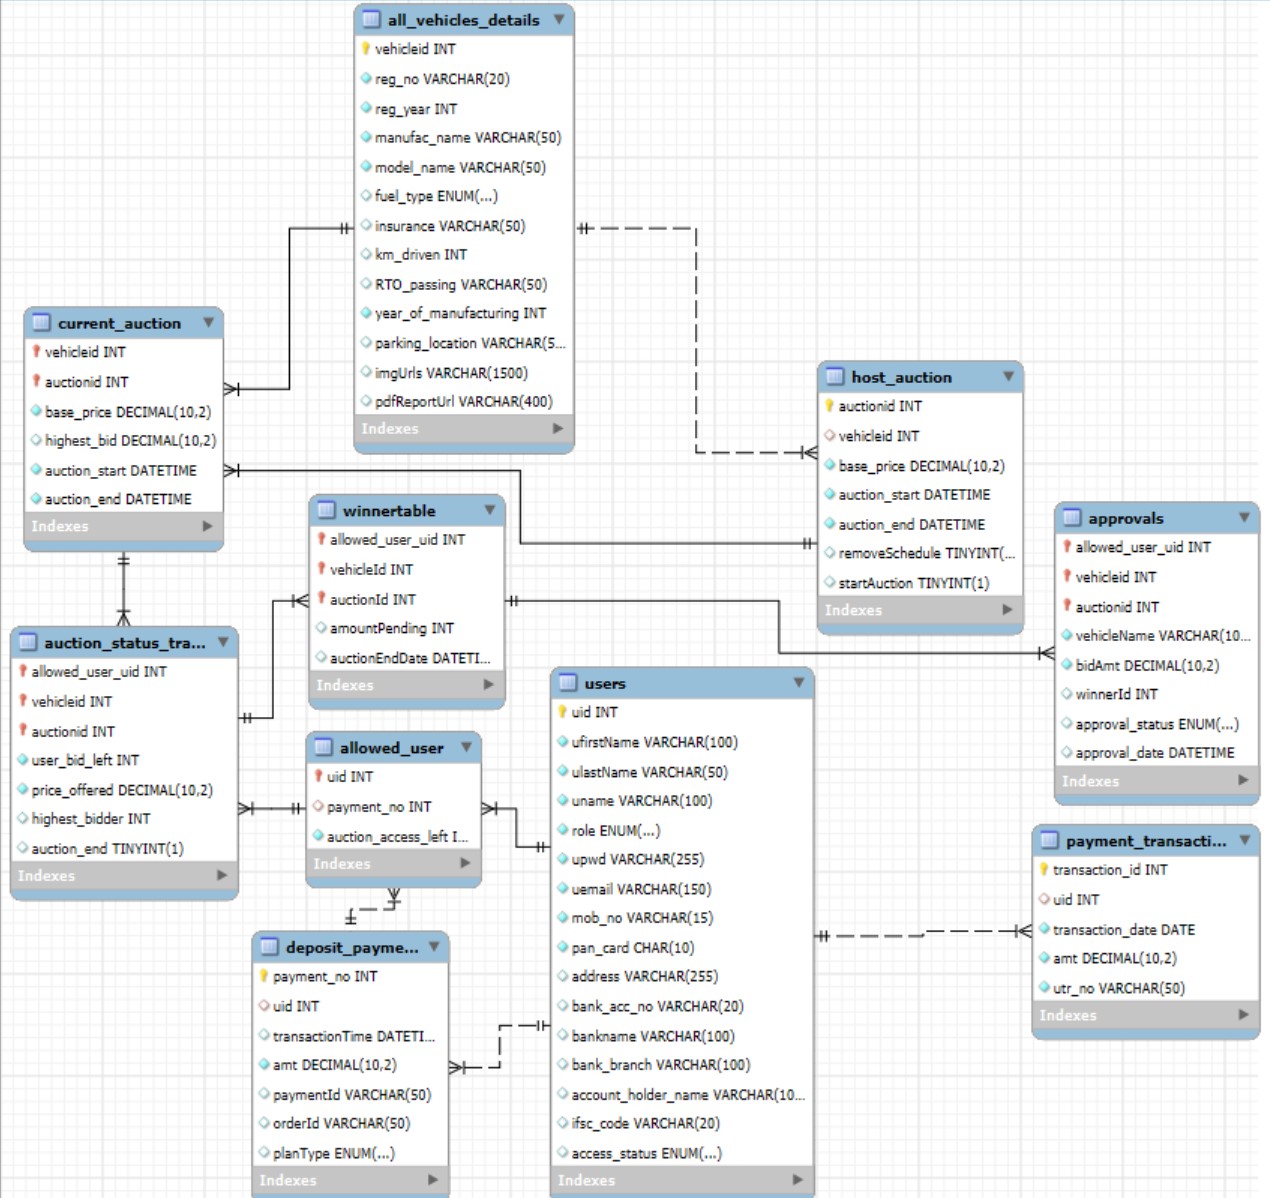 all_vehicles_details
vehicleid INT
reg_no VARCHAR(20)
reg_year INT
manufac_name VARCHAR(50)
model_name VARCHAR(50)
fuel_type ENUM(...)
insurance VARCHAR(50)
km_driven INT
RTO_passing VARCHAR(50)
year_of_manufacturing INT
parking_location VARCHAR(5...
imgUrls VARCHAR(1500)
pdfReportUrl VARCHAR(400)
Indexes
current_auction
vehicleid INT
auctionid INT
base_price DECIMAL(10,2)
highest_bid DECIMAL(10,2)
auction_start DATETIME
auction_end DATETIME
Indexes
host_auction
auctionid INT
vehicleid INT
base_price DECIMAL(10,2)
auction_start DATETIME
auction_end DATETIME
removeSchedule TINYINT(...
startAuction TINYINT(1)
Indexes
winnertable
allowed_user_uid INT
vehicleId INT
auctionId INT
amountPending INT
auctionEndDate DATETI...
Indexes
approvals
allowed_user_uid INT
vehicleid INT
auctionid INT
vehicleName VARCHAR(10...
bidAmt DECIMAL(10,2)
winnerId INT
approval_status ENUM(...)
approval_date DATETIME
Indexes
auction_status_tra...
allowed_user_uid INT
vehicleid INT
auctionid INT
user_bid_left INT
price_offered DECIMAL(10,2)
highest_bidder INT
auction_end TINYINT(1)
Indexes
allowed_user
uid INT
payment_no INT
auction_access_left I...
Indexes
users
uid INT
ufirstName VARCHAR(100)
ulastName VARCHAR(50)
uname VARCHAR(100)
role ENUM(...)
upwd VARCHAR(255)
uemail VARCHAR(150)
mob_no VARCHAR(15)
pan_card CHAR(10)
address VARCHAR(255)
bank_acc_no VARCHAR(20)
bankname VARCHAR(100)
bank_branch VARCHAR(100)
account_holder_name VARCHAR(10...
ifsc_code VARCHAR(20)
access_status ENUM(...)
Indexes
payment_transacti...
transaction_id INT
uid INT
transaction_date DATE
amt DECIMAL(10,2)
utr_no VARCHAR(50)
Indexes
deposit_payme...
payment_no INT
uid INT
transactionTime DATETI...
amt DECIMAL(10,2)
paymentId VARCHAR(50)
orderId VARCHAR(50)
planType ENUM(...)
Indexes